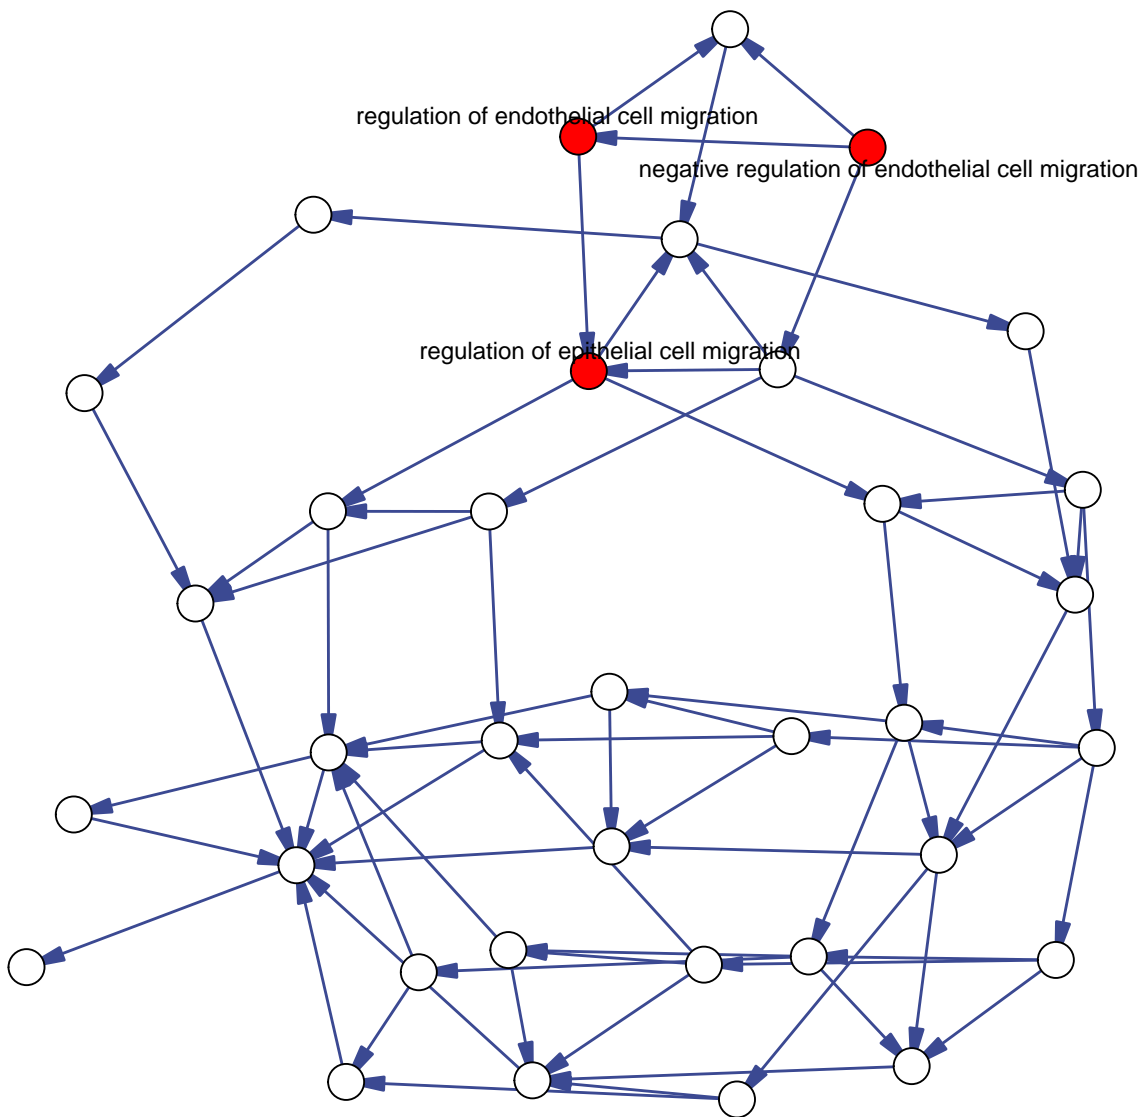 regulation of endothelial cell migration
negative regulation of endothelial cell migration
regulation of epithelial cell migration